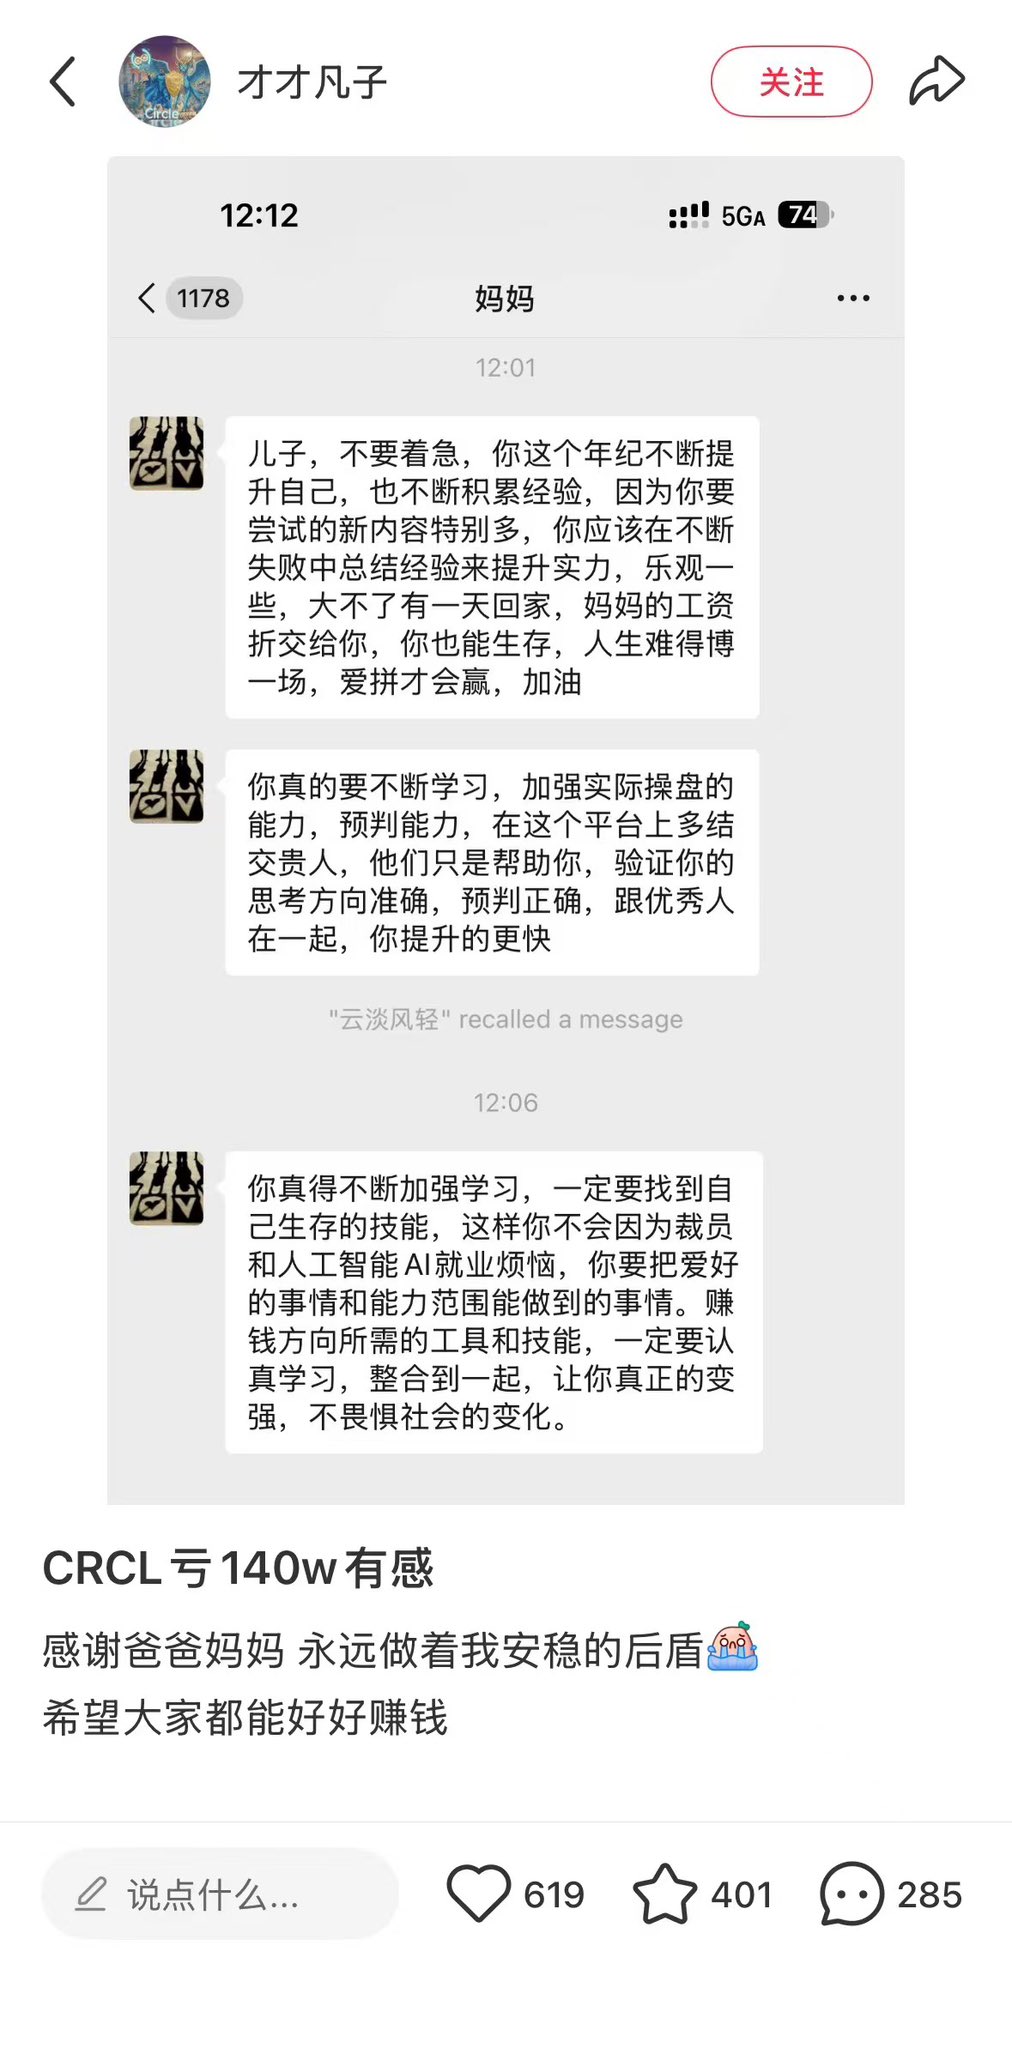 才才凡子
关注
Circle
12:12
5GA
74
1178
妈妈
12:01
儿子，不要着急，你这个年纪不断提
升自己，也不断积累经验，因为你要
尝试的新内容特别多，你应该在不断
失败中总结经验来提升实力，乐观一
些，大不了有一天回家，妈妈的工资
折交给你，你也能生存，人生难得博
一场，爱拼才会赢，加油
你真的要不断学习，加强实际操盘的
能力，预判能力，在这个平台上多结
交贵人，他们只是帮助你，验证你的
思考方向准确，预判正确，跟优秀人
在一起，你提升的更快
"云淡风轻" recalled a message
12:06
你真得不断加强学习，一定要找到自
己生存的技能，这样你不会因为裁员
和人工智能AI就业烦恼，你要把爱好
的事情和能力范围能做到的事情。赚
钱方向所需的工具和技能，一定要认
真学习，整合到一起，让你真正的变
强，不畏惧社会的变化。
CRCL亏140w有感
感谢爸爸妈妈 永远做着我安稳的后盾
希望大家都能好好赚钱
说点什么...
619
401
285